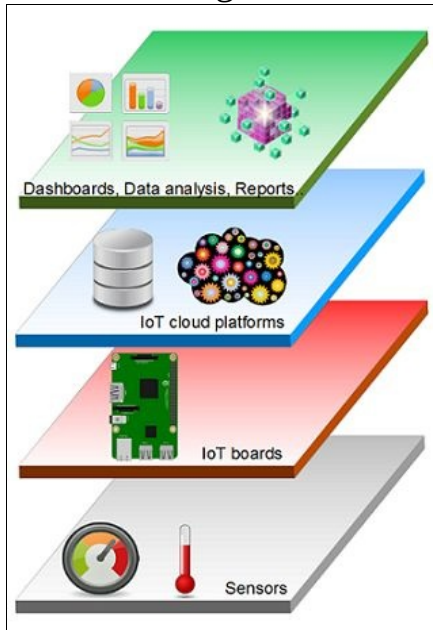 Dashboards, Data analysis, Reports..
IoT cloud platforms
IoT boards
Sensors